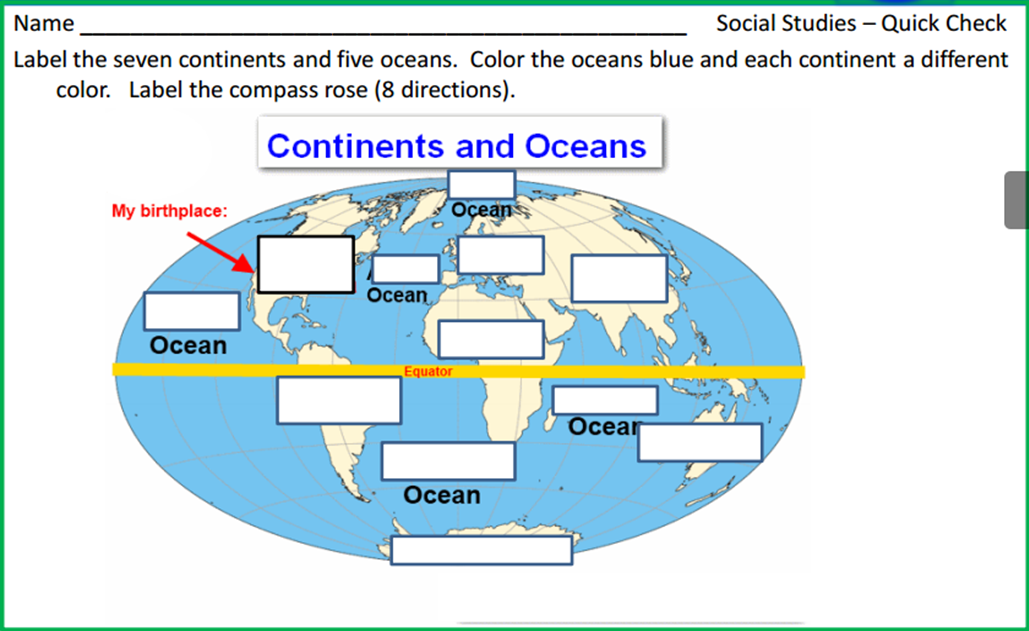 Name
Social Studies – Quick Check
Label the seven continents and five oceans. Color the oceans blue and each continent a different
color. Label the compass rose (8 directions).
Continents and Oceans
My birthplace:
Ocean
Ocean
Ocean
Equator
Ocean
Ocean